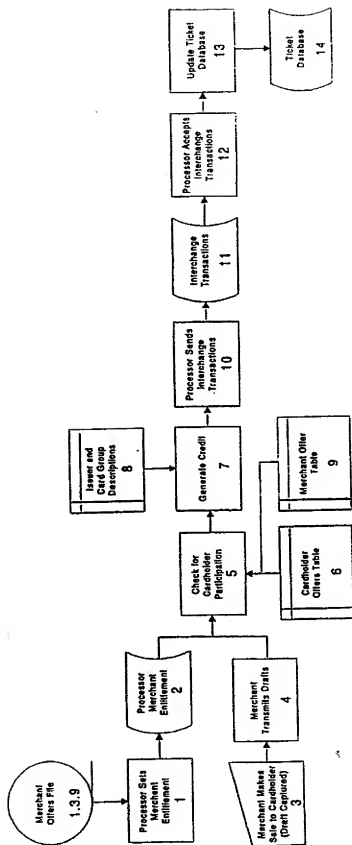 Merchant
Offers File
1.3.9
Processor Sets
Merchant
Entitlement
1
Processor
Merchant
Entitlement
2
Merchant Makes
Sale to Cardholder
(Draft Captured)
3
Merchant
Transmits Drafts
4
Check for
Cardholder
Participation
5
Cardholder
Offers Table
6
Issuer and
Card Group
Descriptions
8
Generate Credit
7
Merchant Offer
Table
9
Processor Sends
Interchange
Transactions
10
Interchange
Transactions
11
Processor Accepts
Interchange
Transactions
12
Update Ticket
Database
13
Ticket
Database
14